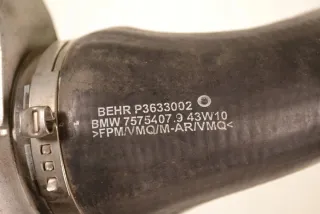 BEHR P3633002
BMW 7575407.9 43W10
>FPM/VMQ/M-AR/VMQ<